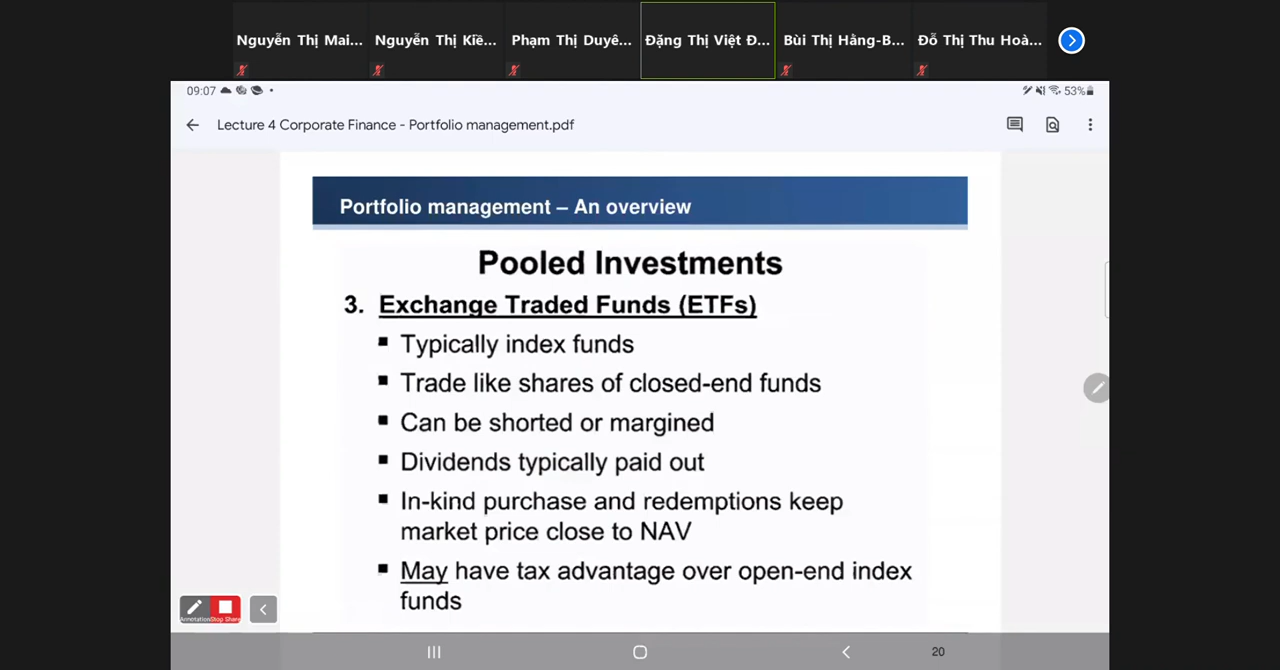 Nguyễn Thị Mai...
Nguyễn Thị Kiề...
Phạm Thị Duyê...
Đặng Thị Việt Đ...
Bùi Thị Hằng-B...
Đỗ Thị Thu Hoà...
09:07
53%
Lecture 4 Corporate Finance - Portfolio management.pdf
Portfolio management – An overview
Pooled Investments
3. Exchange Traded Funds (ETFs)
▪ Typically index funds
▪ Trade like shares of closed-end funds
▪ Can be shorted or margined
▪ Dividends typically paid out
▪ In-kind purchase and redemptions keep
market price close to NAV
▪ May have tax advantage over open-end index
funds
Annotation Stop Share
20